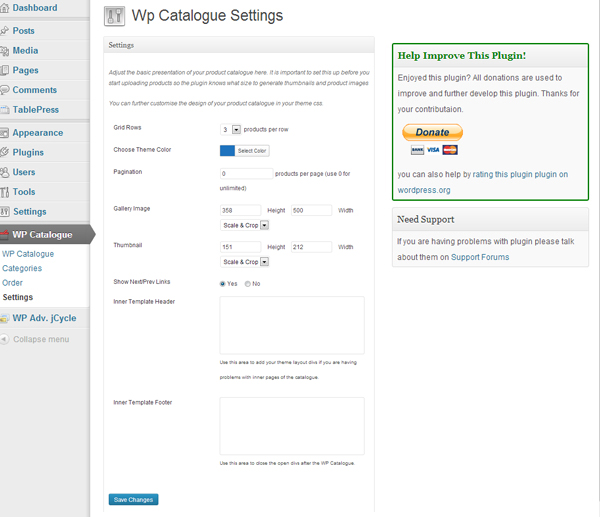 Dashboard
Posts
Media
Pages
Comments
TablePress
Appearance
Plugins
Users
Tools
Settings
WP Catalogue
WP Catalogue
Categories
Order
Settings
WP Adv. jCycle
Collapse menu
Wp Catalogue Settings
Settings
Adjust the basic presentation of your product catalogue here. It is important to set this up before you
start uploading products so the plugin knows what size to generate thumbnails and product images
You can further customise the design of your product catalogue in your theme css.
Grid Rows 3 products per row
Choose Theme Color Select Color
Pagination 0 products per page (use 0 for
unlimited)
Gallery Image 358 Height 500 Width
Scale & Crop
Thumbnail 151 Height 212 Width
Scale & Crop
Show Next/Prev Links Yes No
Inner Template Header
Use this area to add your theme layout divs if you are having
problems with inner pages of the catalogue.
Inner Template Footer
Use this area to close the open divs after the WP Catalogue.
Save Changes
Help Improve This Plugin!
Enjoyed this plugin? All donations are used to
improve and further develop this plugin. Thanks for
your contributaion.
Donate
BANK VISA
you can also help by rating this plugin plugin on
wordpress.org
Need Support
If you are having problems with plugin please talk
about them on Support Forums